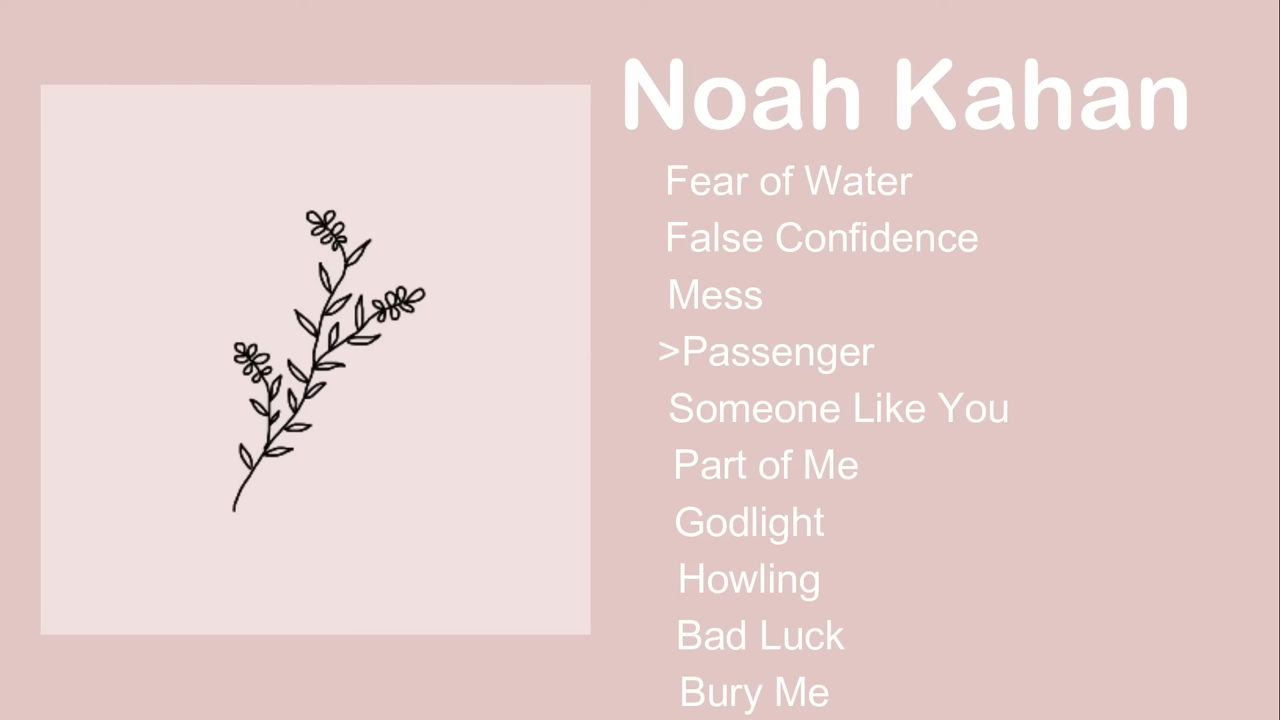 Noah Kahan
Fear of Water
False Confidence
Mess
>Passenger
Someone Like You
Part of Me
Godlight
Howling
Bad Luck
Bury Me